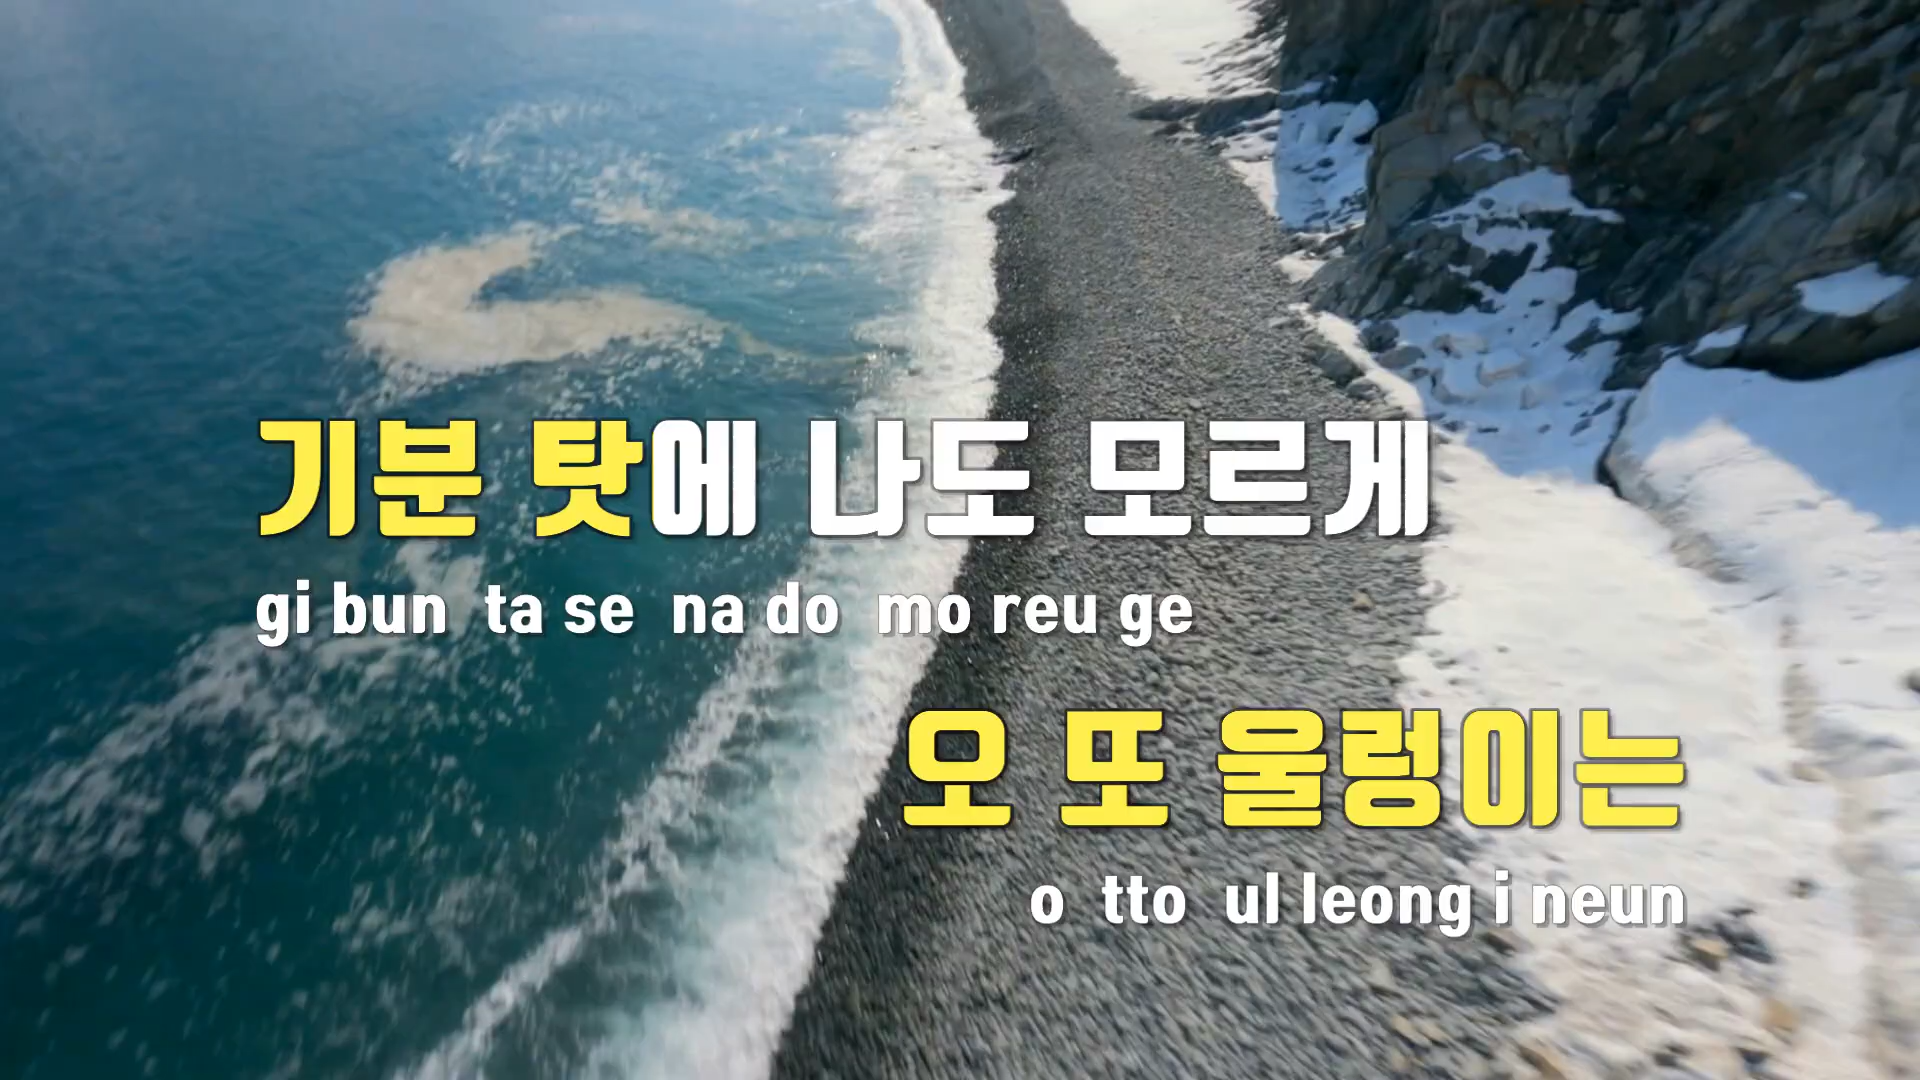 기분 탓에 나도 모르게
gi bun ta se na do mo reu ge
오 또 울렁이는
o tto ul leong i neun